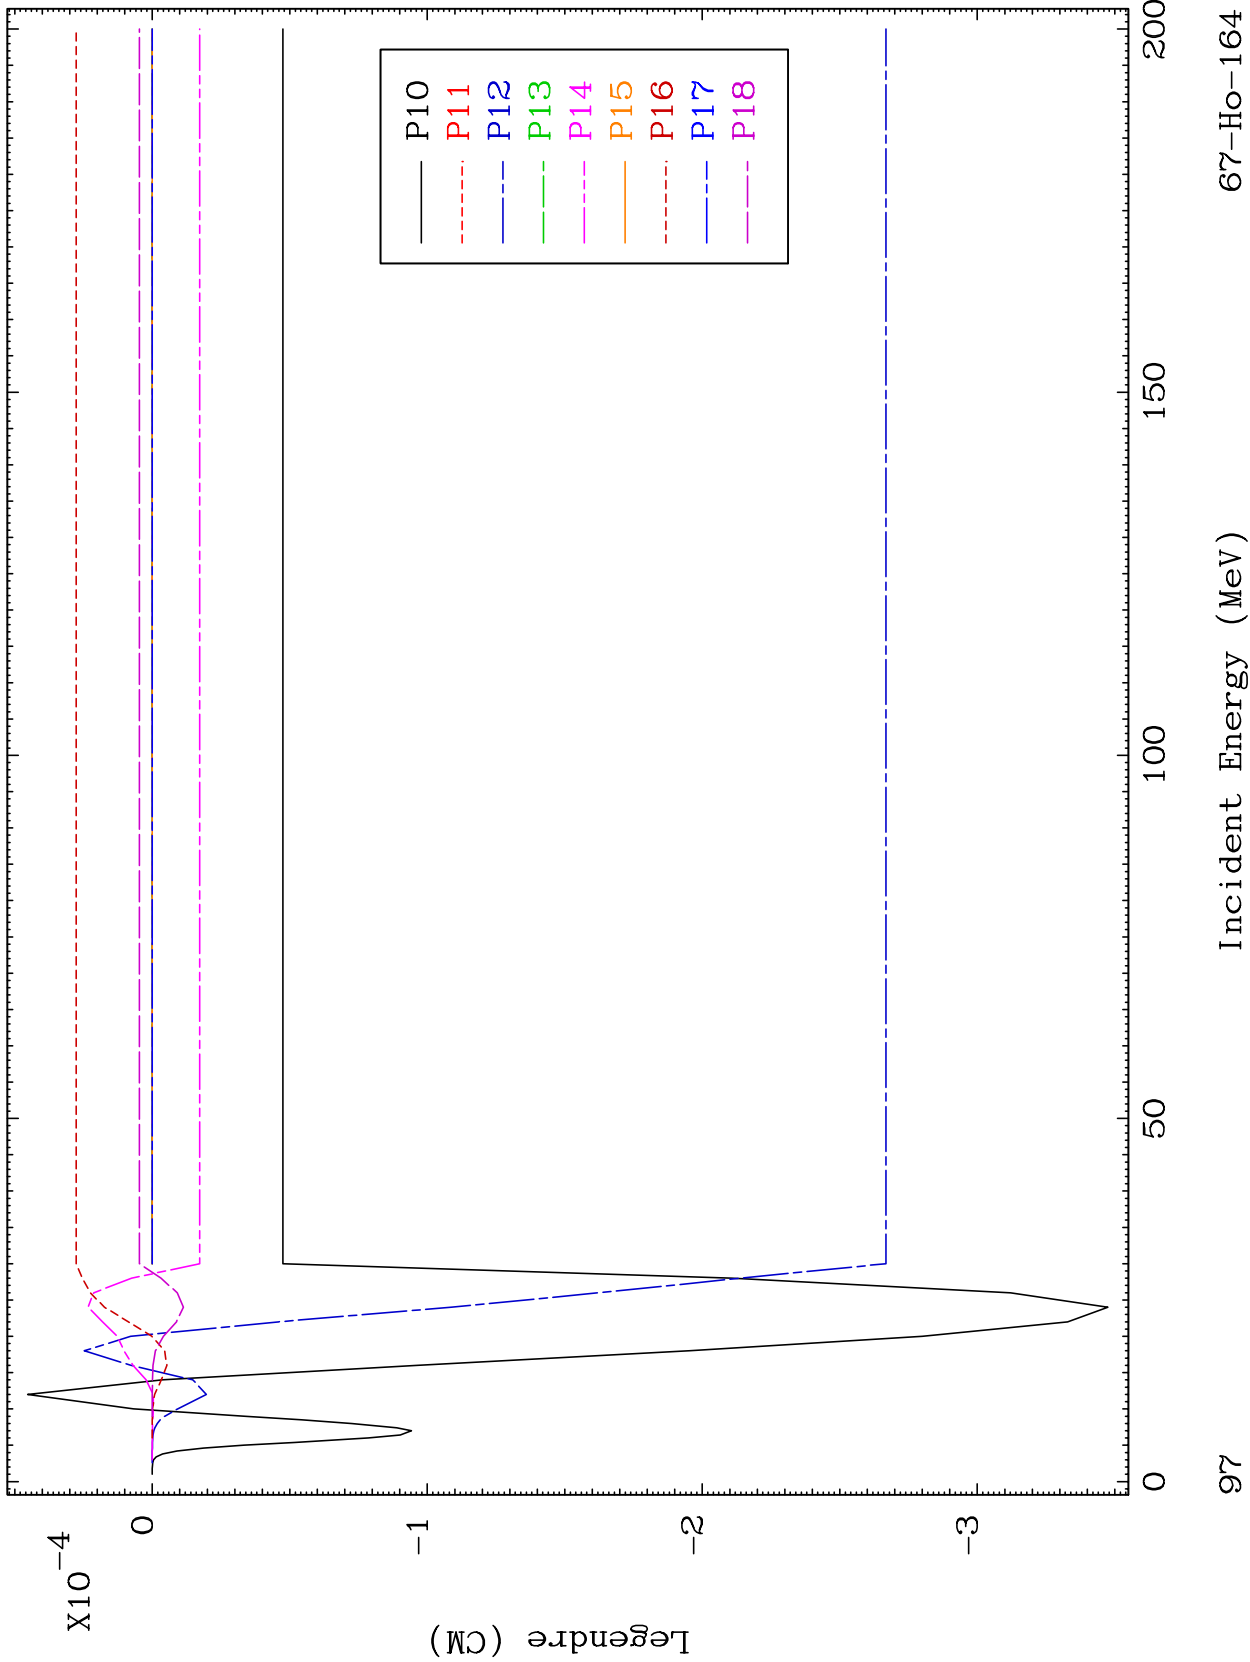 X10-4
0
-1
-2
-3
Legendre (CM)
P10
P11
P12
P13
P14
P15
P16
P17
P18
0
50
100
150
200
Incident Energy (MeV)
97
67-Ho-164